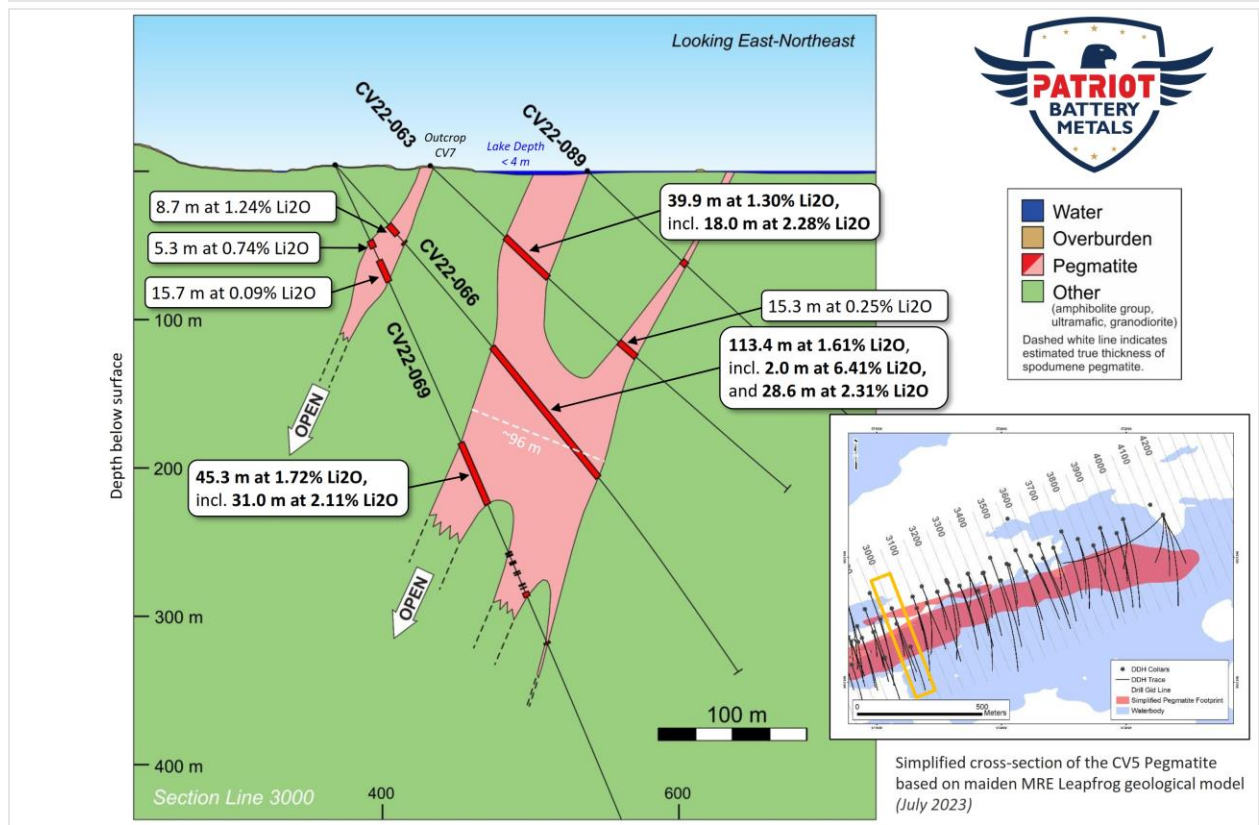 Looking East-Northeast
PATRIOT
BATTERY
METALS
CV22-063
Outcrop
CV7
Lake Depth
< 4 m
CV22-089
8.7 m at 1.24% Li2O
5.3 m at 0.74% Li2O
15.7 m at 0.09% Li2O
39.9 m at 1.30% Li2O,
incl. 18.0 m at 2.28% Li2O
CV22-066
CV22-069
15.3 m at 0.25% Li2O
113.4 m at 1.61% Li2O,
incl. 2.0 m at 6.41% Li2O,
and 28.6 m at 2.31% Li2O
Water
Overburden
Pegmatite
Other
(amphibolite group,
ultramafic, granodiorite)
Dashed white line indicates
estimated true thickness of
spodumene pegmatite.
Depth below surface
100 m
200
300 m
400 m
OPEN
~96 m
45.3 m at 1.72% Li2O,
incl. 31.0 m at 2.11% Li2O
OPEN
100 m
Section Line 3000
400
600
3000
3100
3200
3300
3400
3500
3600
3700
3800
3900
4000
4100
4200
0
500
Meters
DDH Collars
DDH Trace
Drill Gid Line
Simplified Pegmatite Footprint
Waterbody
Simplified cross-section of the CV5 Pegmatite
based on maiden MRE Leapfrog geological model
(July 2023)